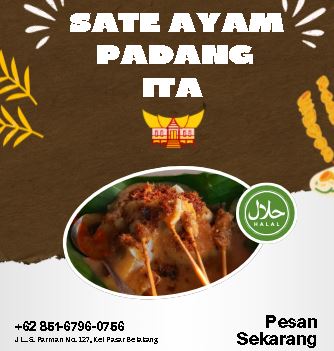 SATE AYAM
PADANG
ITA
حلال
HALAL
+62 851-6796-0756
JL. S. Parman No. 127, Kel Pasar Belakang
Pesan
Sekarang